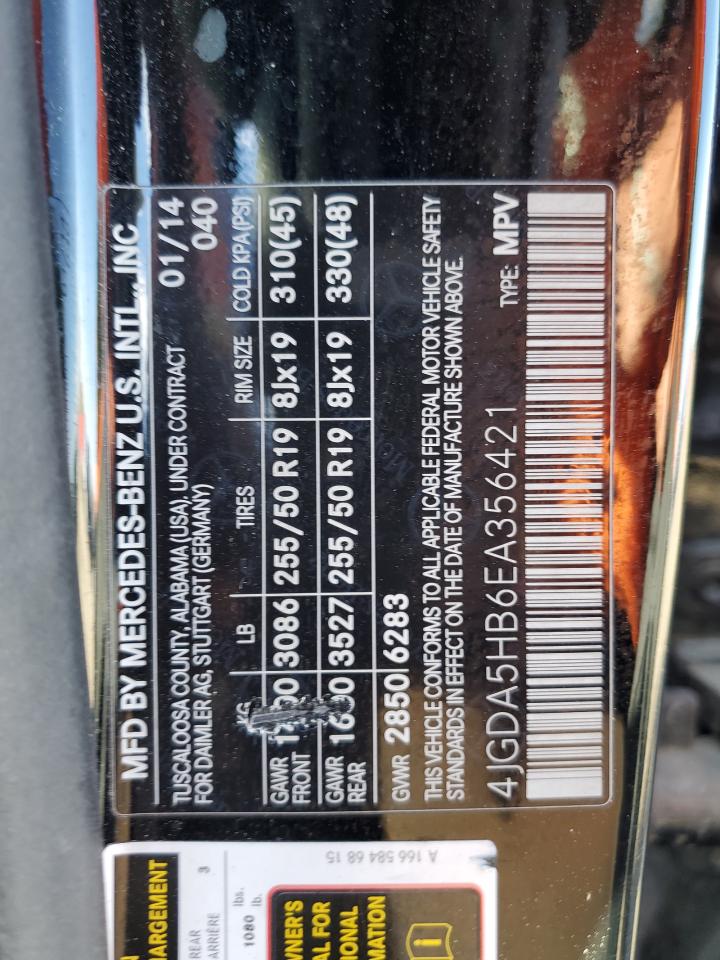 MFD BY MERCEDES-BENZ U.S. INTL., INC
TUSCALOOSA COUNTY, ALABAMA (USA), UNDER CONTRACT 01/14
FOR DAIMLER AG, STUTTGART (GERMANY) 040
KG LB TIRES RIM SIZE COLD KPA (PSI)
GAWR FRONT 3086 255/50 R19 8Jx19 310(45)
GAWR REAR 1600 3527 255/50 R19 8Jx19 330(48)
GVWR 2850 6283
THIS VEHICLE CONFORMS TO ALL APPLICABLE FEDERAL MOTOR VEHICLE SAFETY
STANDARDS IN EFFECT ON THE DATE OF MANUFACTURE SHOWN ABOVE.
4JGDA5HB6EA356421 TYPE: MPV
A 166 584 68 15
REAR 3
ARRIÈRE
lbs.
1080 lb.